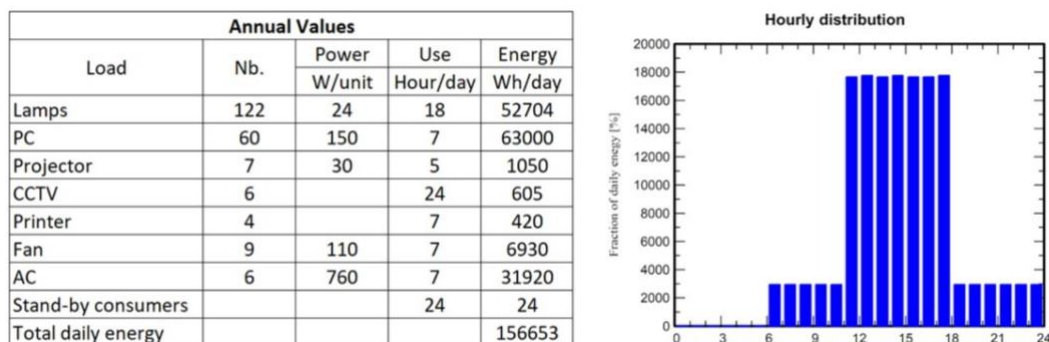 Annual Values
Load Nb. Power Use Energy
W/unit Hour/day Wh/day
Lamps 122 24 18 52704
PC 60 150 7 63000
Projector 7 30 5 1050
CCTV 6 24 605
Printer 4 7 420
Fan 9 110 7 6930
AC 6 760 7 31920
Stand-by consumers 24 24
Total daily energy 156653
Hourly distribution
Fraction of daily enegy [%]
20000
18000
16000
14000
12000
10000
8000
6000
4000
2000
0
0 3 6 9 12 15 18 21 24